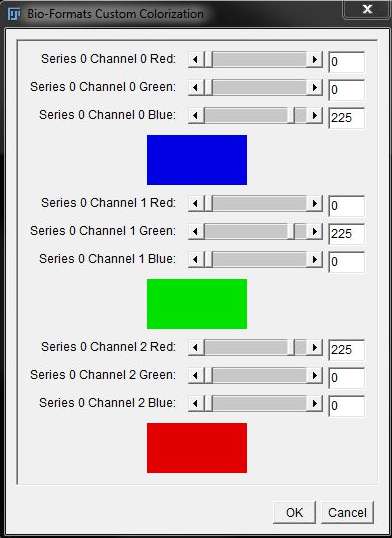 Bio-Formats Custom Colorization
Series 0 Channel 0 Red: 0
Series 0 Channel 0 Green: 0
Series 0 Channel 0 Blue: 225
Series 0 Channel 1 Red: 0
Series 0 Channel 1 Green: 225
Series 0 Channel 1 Blue: 0
Series 0 Channel 2 Red: 225
Series 0 Channel 2 Green: 0
Series 0 Channel 2 Blue: 0
OK Cancel